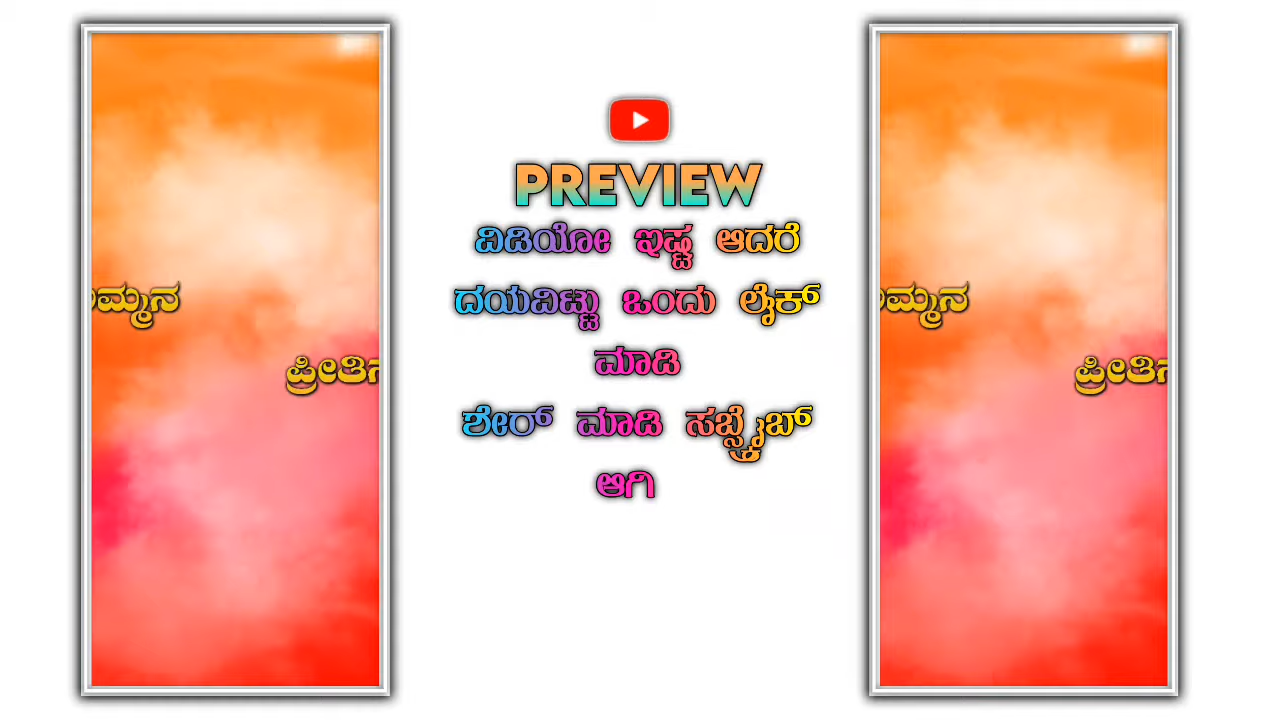 PREVIEW
ವಿಡಿಯೋ ಇಷ್ಟ ಆದರೆ
ದಯವಿಟ್ಟು ಒಂದು ಲೈಕ್
ಮಾಡಿ
ಶೇರ್ ಮಾಡಿ ಸಬ್ಸ್ಕ್ರೈಬ್
ಆಗಿ